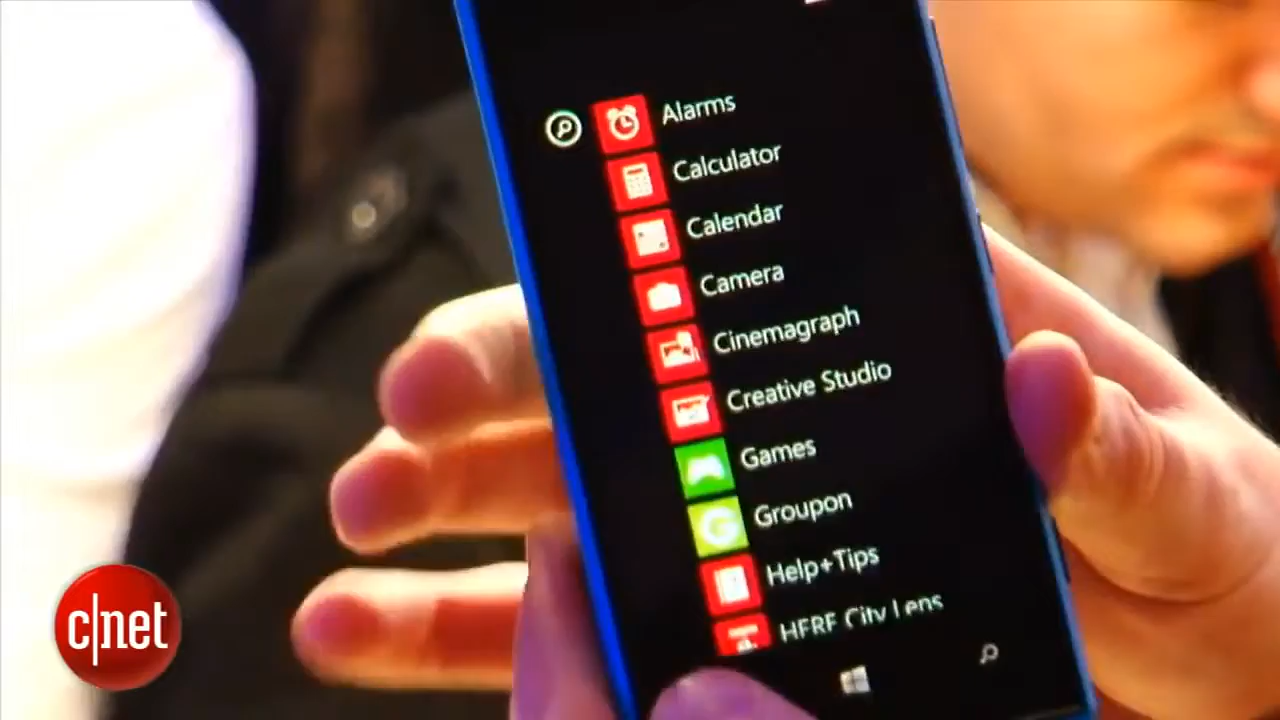 Alarms
Calculator
Calendar
Camera
Cinemagraph
Creative Studio
Games
Groupon
Help+Tips
HERE City Lens
c|net